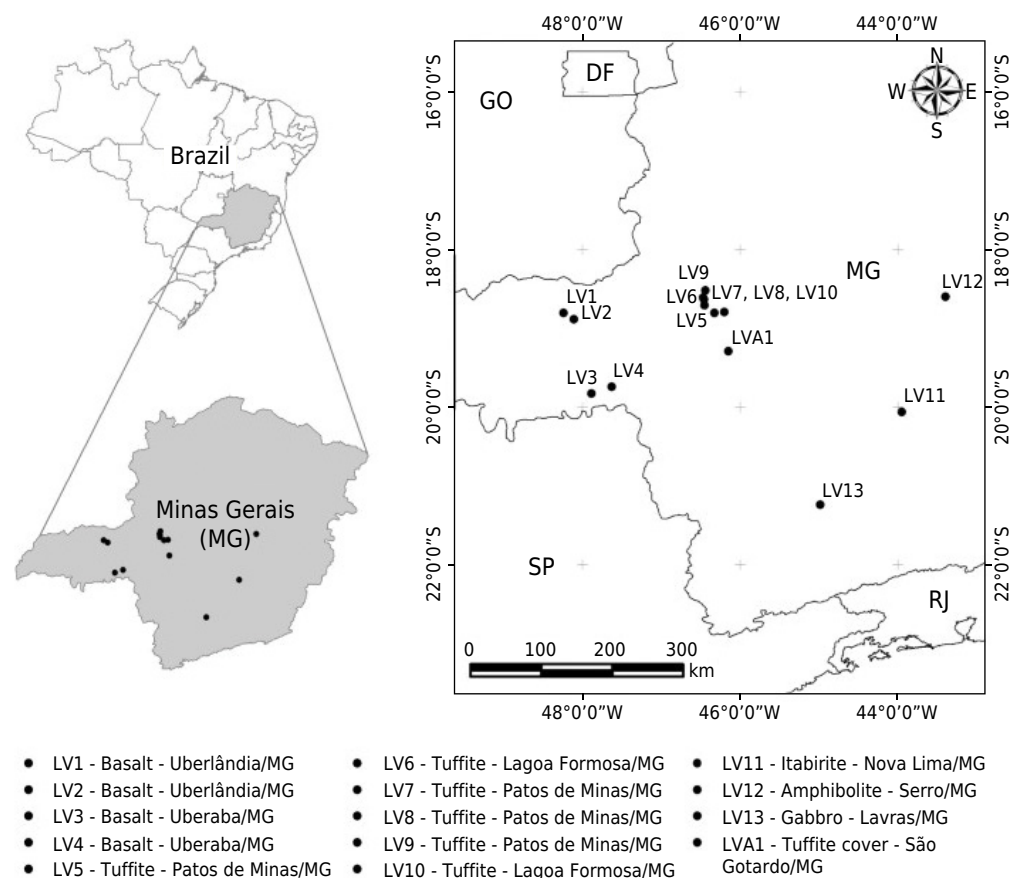 Brazil
Minas Gerais
(MG)
48°0'0"W 46°0'0"W 44°0'0"W
16°0'0"S
18°0'0"S
20°0'0"S
22°0'0"S
16°0'0"S
18°0'0"S
20°0'0"S
22°0'0"S
DF
GO
N
W E
S
MG
LV9
LV6
LV7, LV8, LV10
LV5
LV12
LV1
LV2
LVA1
LV3
LV4
LV11
LV13
SP
RJ
0 100 200 300
km
48°0'0"W 46°0'0"W 44°0'0"W
LV1 - Basalt - Uberlândia/MG
LV2 - Basalt - Uberlândia/MG
LV3 - Basalt - Uberaba/MG
LV4 - Basalt - Uberaba/MG
LV5 - Tuffite - Patos de Minas/MG
LV6 - Tuffite - Lagoa Formosa/MG
LV7 - Tuffite - Patos de Minas/MG
LV8 - Tuffite - Patos de Minas/MG
LV9 - Tuffite - Patos de Minas/MG
LV10 - Tuffite - Lagoa Formosa/MG
LV11 - Itabirite - Nova Lima/MG
LV12 - Amphibolite - Serro/MG
LV13 - Gabbro - Lavras/MG
LVA1 - Tuffite cover - São
Gotardo/MG